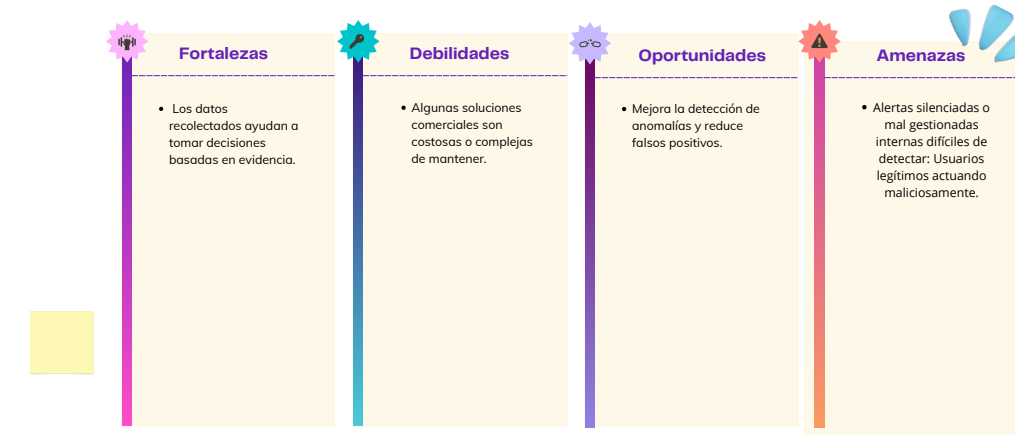 Fortalezas
• Los datos
recolectados ayudan a
tomar decisiones
basadas en evidencia.
Debilidades
• Algunas soluciones
comerciales son
costosas o complejas
de mantener.
Oportunidades
• Mejora la detección de
anomalías y reduce
falsos positivos.
Amenazas
• Alertas silenciadas o
mal gestionadas
internas difíciles de
detectar: Usuarios
legítimos actuando
maliciosamente.